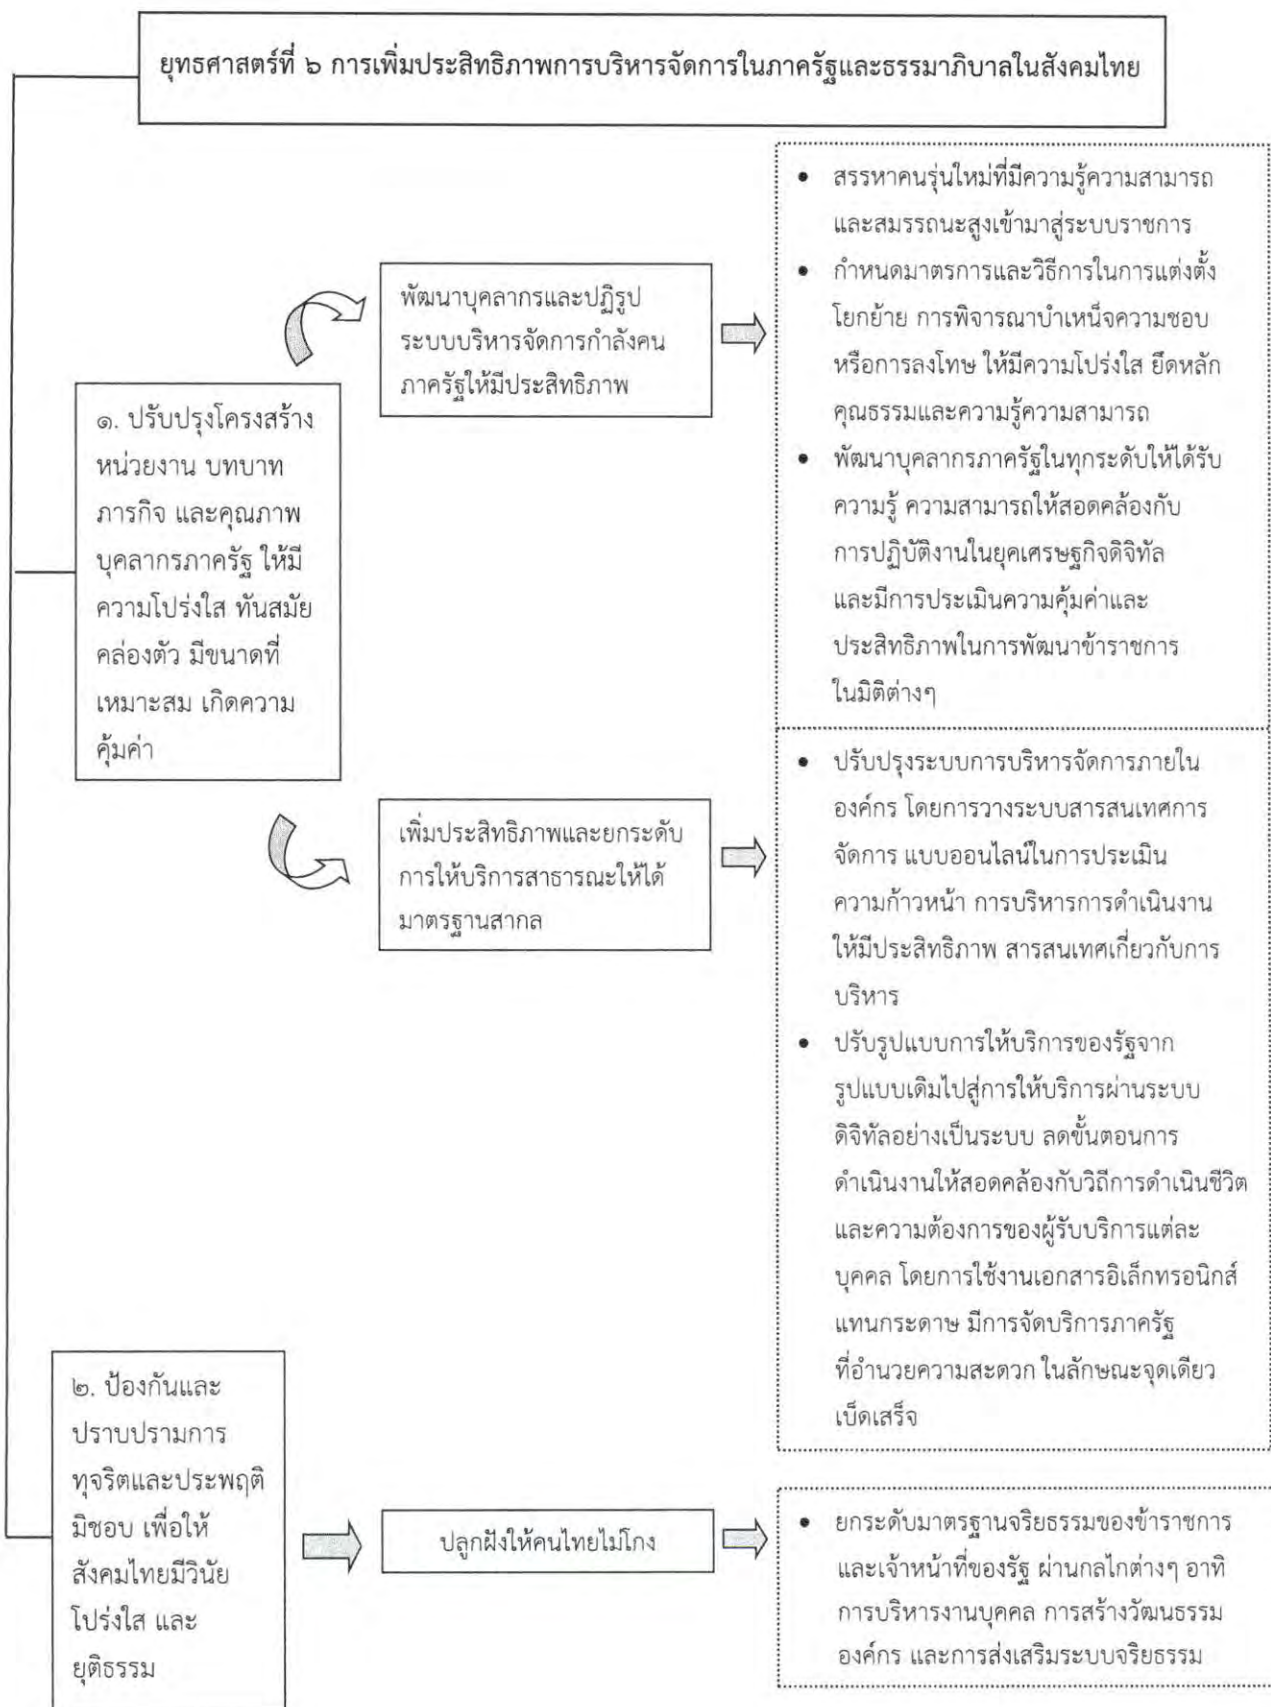 ยุทธศาสตร์ที่ ๖ การเพิ่มประสิทธิภาพการบริหารจัดการในภาครัฐและธรรมาภิบาลในสังคมไทย
๑. ปรับปรุงโครงสร้าง
หน่วยงาน บทบาท
ภารกิจ และคุณภาพ
บุคลากรภาครัฐ ให้มี
ความโปร่งใส ทันสมัย
คล่องตัว มีขนาดที่
เหมาะสม เกิดความ
คุ้มค่า
พัฒนาบุคลากรและปฏิรูป
ระบบบริหารจัดการกำลังคน
ภาครัฐให้มีประสิทธิภาพ
• สรรหาคนรุ่นใหม่ที่มีความรู้ความสามารถ
และสมรรถนะสูงเข้ามาสู่ระบบราชการ
• กำหนดมาตรการและวิธีการในการแต่งตั้ง
โยกย้าย การพิจารณาบำเหน็จความชอบ
หรือการลงโทษ ให้มีความโปร่งใส ยึดหลัก
คุณธรรมและความรู้ความสามารถ
• พัฒนาบุคลากรภาครัฐในทุกระดับให้ได้รับ
ความรู้ ความสามารถให้สอดคล้องกับ
การปฏิบัติงานในยุคเศรษฐกิจดิจิทัล
และมีการประเมินความคุ้มค่าและ
ประสิทธิภาพในการพัฒนาข้าราชการ
ในมิติต่างๆ
เพิ่มประสิทธิภาพและยกระดับ
การให้บริการสาธารณะให้ได้
มาตรฐานสากล
• ปรับปรุงระบบการบริหารจัดการภายใน
องค์กร โดยการวางระบบสารสนเทศการ
จัดการ แบบออนไลน์ในการประเมิน
ความก้าวหน้า การบริหารการดำเนินงาน
ให้มีประสิทธิภาพ สารสนเทศเกี่ยวกับการ
บริหาร
• ปรับรูปแบบการให้บริการของรัฐจาก
รูปแบบเดิมไปสู่การให้บริการผ่านระบบ
ดิจิทัลอย่างเป็นระบบ ลดขั้นตอนการ
ดำเนินงานให้สอดคล้องกับวิถีการดำเนินชีวิต
และความต้องการของผู้รับบริการแต่ละ
บุคคล โดยการใช้งานเอกสารอิเล็กทรอนิกส์
แทนกระดาษ มีการจัดบริการภาครัฐ
ที่อำนวยความสะดวก ในลักษณะจุดเดียว
เบ็ดเสร็จ
๒. ป้องกันและ
ปราบปรามการ
ทุจริตและประพฤติ
มิชอบ เพื่อให้
สังคมไทยมีวินัย
โปร่งใส และ
ยุติธรรม
ปลูกฝังให้คนไทยไม่โกง
• ยกระดับมาตรฐานจริยธรรมของข้าราชการ
และเจ้าหน้าที่ของรัฐ ผ่านกลไกต่างๆ อาทิ
การบริหารงานบุคคล การสร้างวัฒนธรรม
องค์กร และการส่งเสริมระบบจริยธรรม